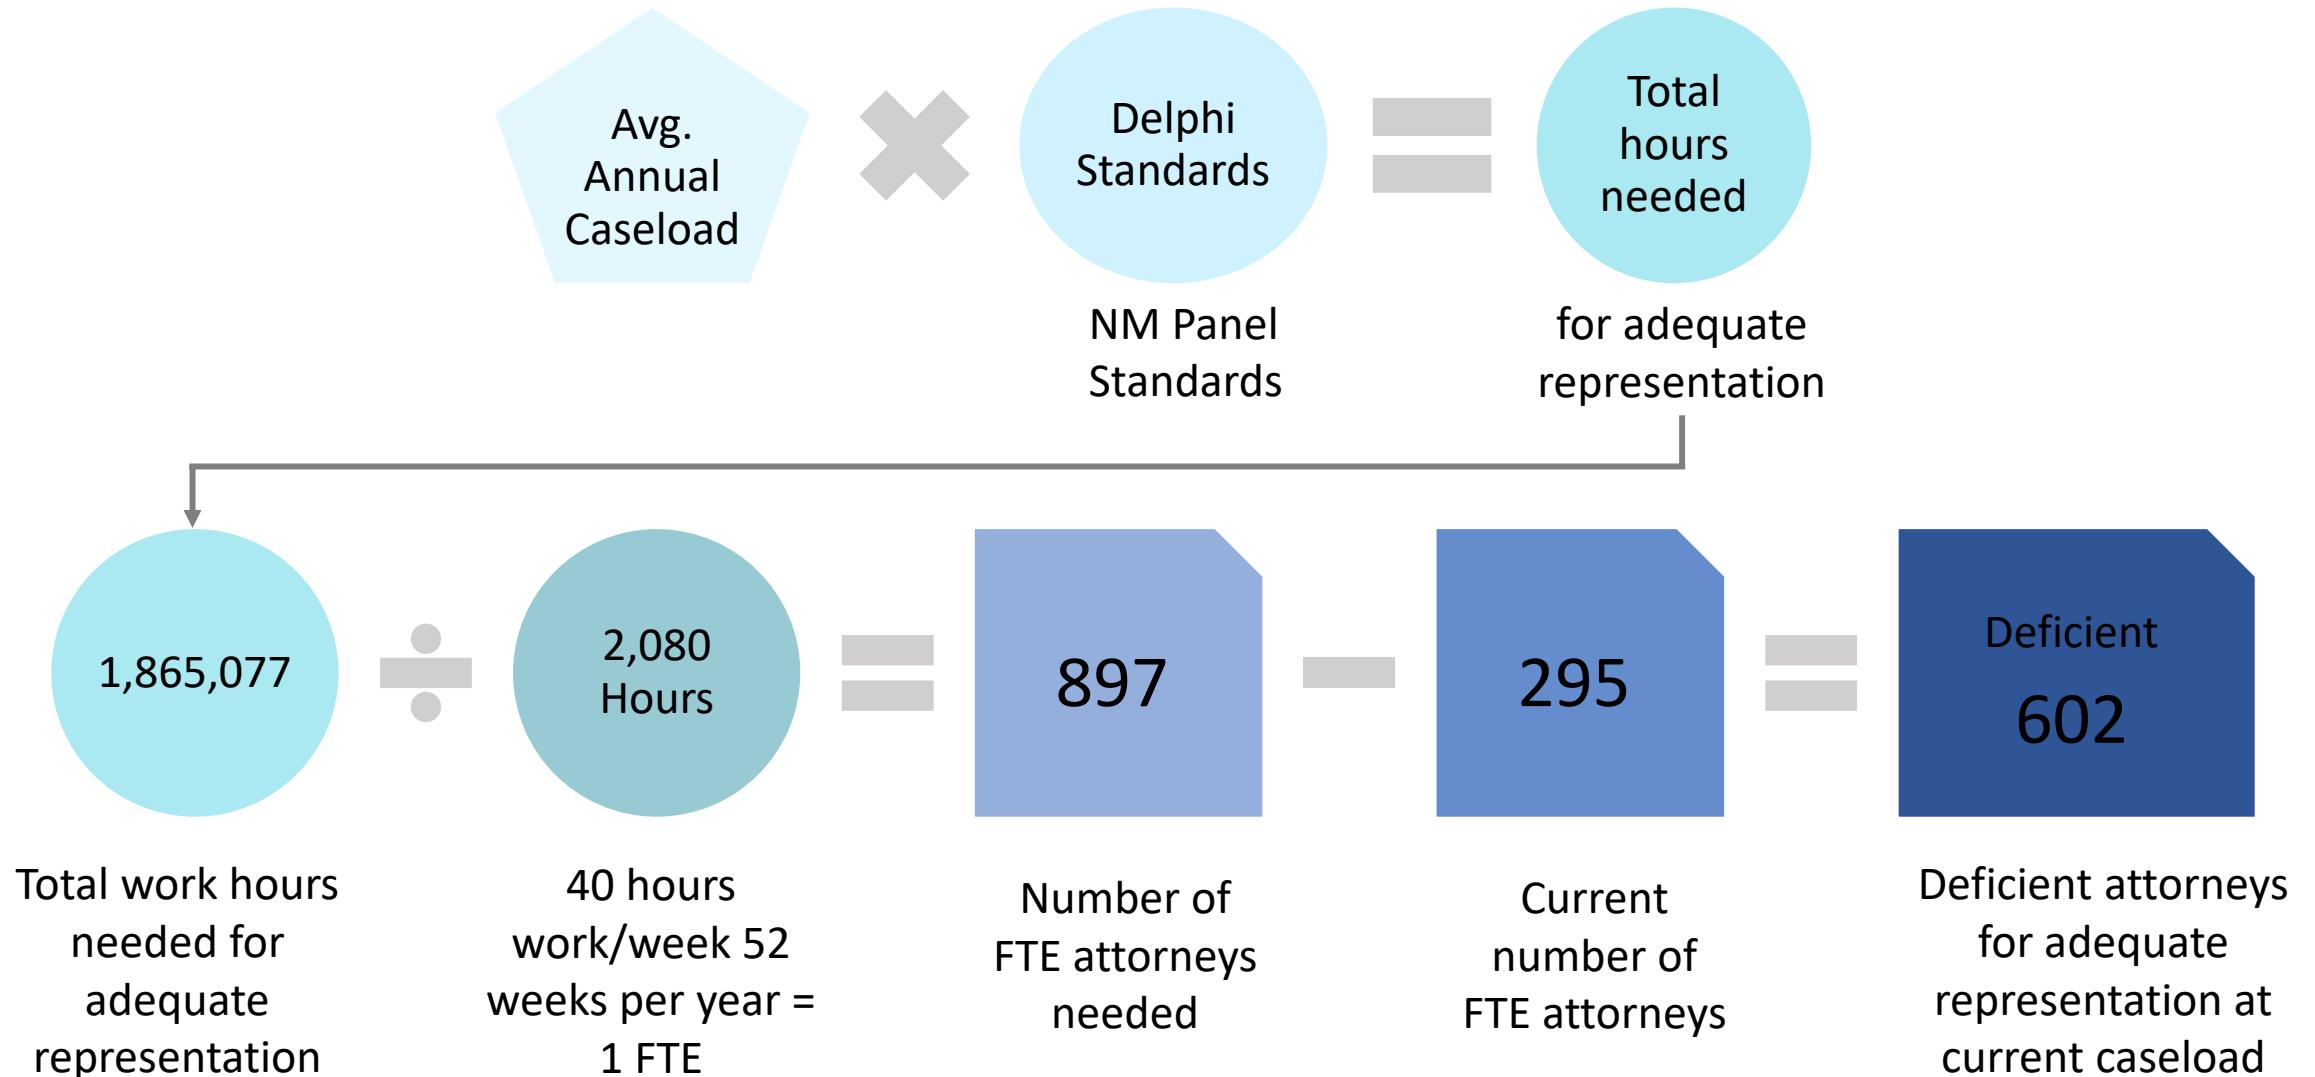 Avg.
Annual
Caseload
Delphi
Standards
Total
hours
needed
NM Panel
Standards
for adequate
representation
1,865,077
2,080
Hours
897
295
Deficient
602
Total work hours
needed for
adequate
representation
40 hours
work/week 52
weeks per year =
1 FTE
Number of
FTE attorneys
needed
Current
number of
FTE attorneys
Deficient attorneys
for adequate
representation at
current caseload